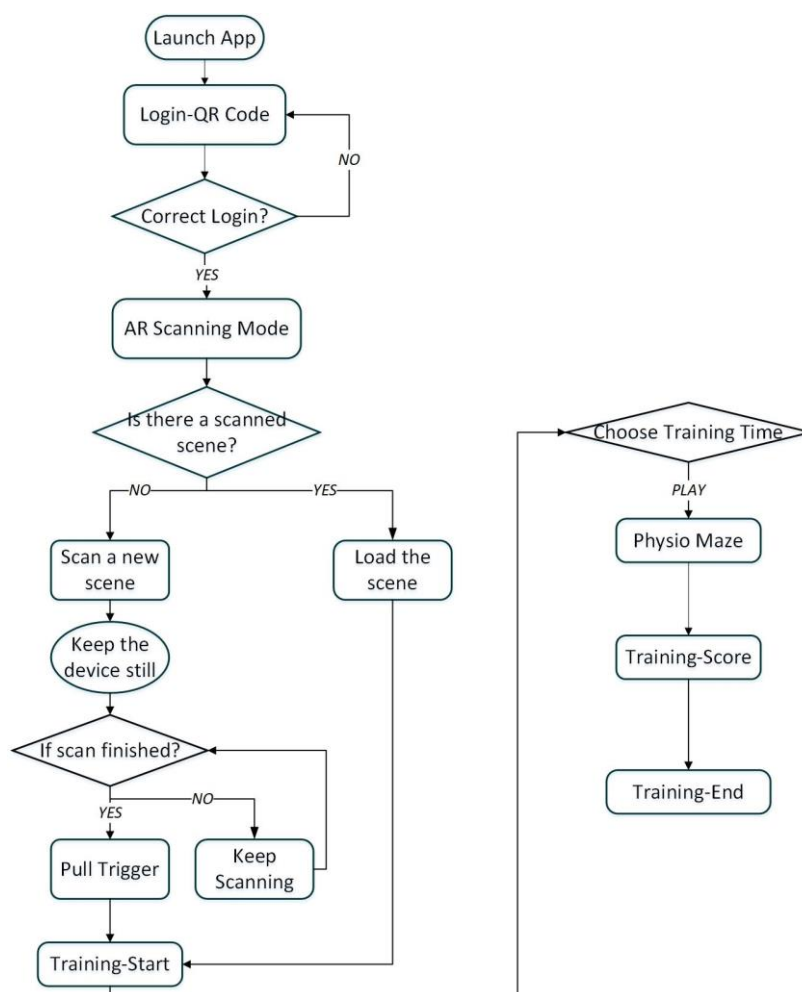 Launch App
Login-QR Code
NO
Correct Login?
YES
AR Scanning Mode
Is there a scanned
scene?
NO
YES
Scan a new
scene
Load the
scene
Keep the
device still
If scan finished?
YES
NO
Pull Trigger
Keep
Scanning
Training-Start
Choose Training Time
PLAY
Physio Maze
Training-Score
Training-End